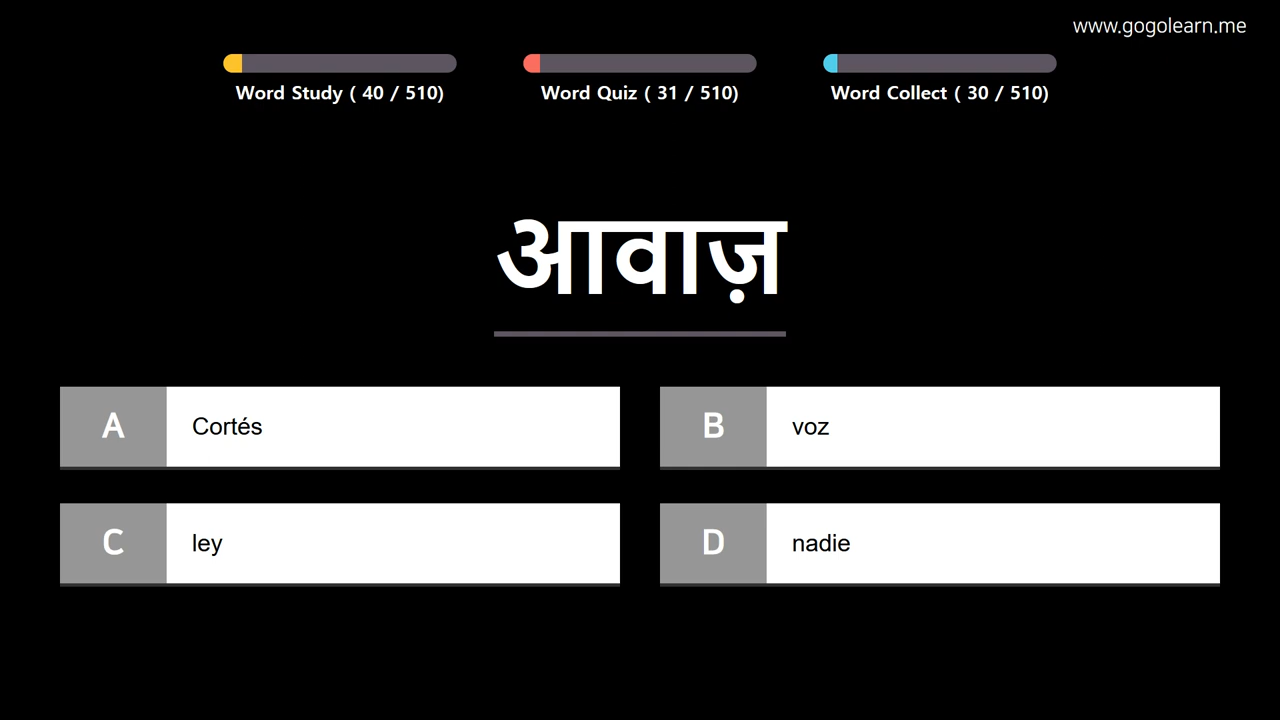 www.gogolearn.me
Word Study ( 40 / 510)
Word Quiz ( 31 / 510)
Word Collect ( 30 / 510)
आवाज़
A Cortés
B voz
C ley
D nadie